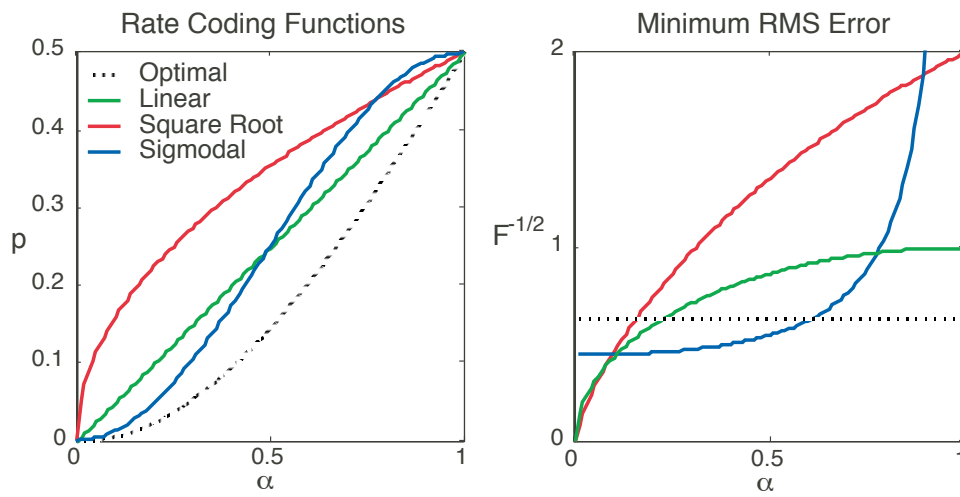 Rate Coding Functions
0.5
0.4
0.3
p
0.2
0.1
0
0
0.5
1
α
Optimal
Linear
Square Root
Sigmodal
Minimum RMS Error
2
F^-1/2
1
0
0
0.5
1
α